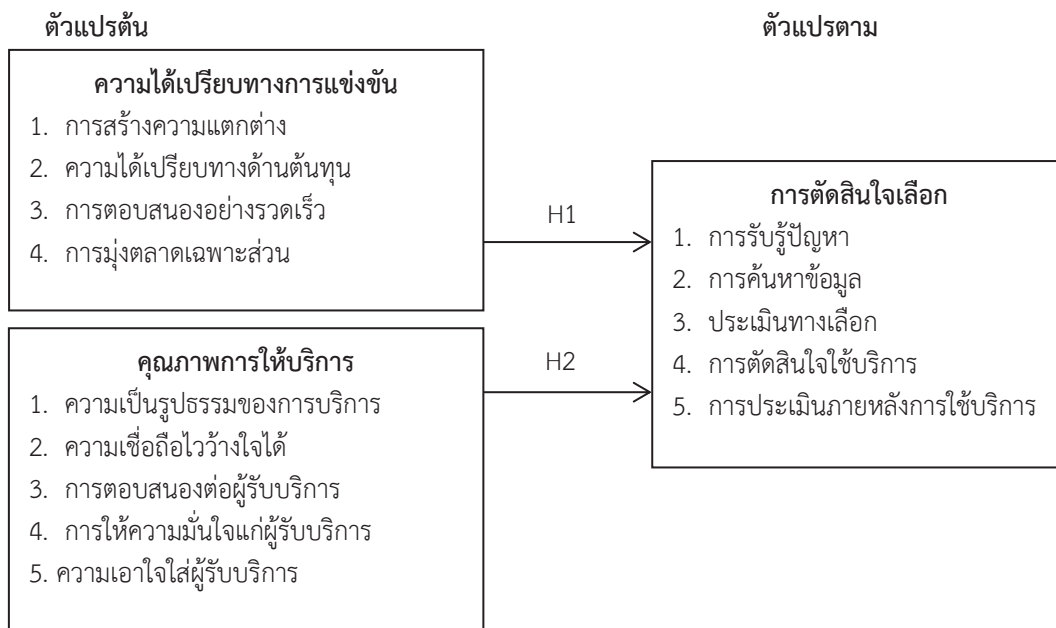 ตัวแปรต้น
ตัวแปรตาม
ความได้เปรียบทางการแข่งขัน
1. การสร้างความแตกต่าง
2. ความได้เปรียบทางด้านต้นทุน
3. การตอบสนองอย่างรวดเร็ว
4. การมุ่งตลาดเฉพาะส่วน
H1
คุณภาพการให้บริการ
1. ความเป็นรูปธรรมของการบริการ
2. ความเชื่อถือไวว้างใจได้
3. การตอบสนองต่อผู้รับบริการ
4. การให้ความมั่นใจแก่ผู้รับบริการ
5. ความเอาใจใส่ผู้รับบริการ
H2
การตัดสินใจเลือก
1. การรับรู้ปัญหา
2. การค้นหาข้อมูล
3. ประเมินทางเลือก
4. การตัดสินใจใช้บริการ
5. การประเมินภายหลังการใช้บริการ